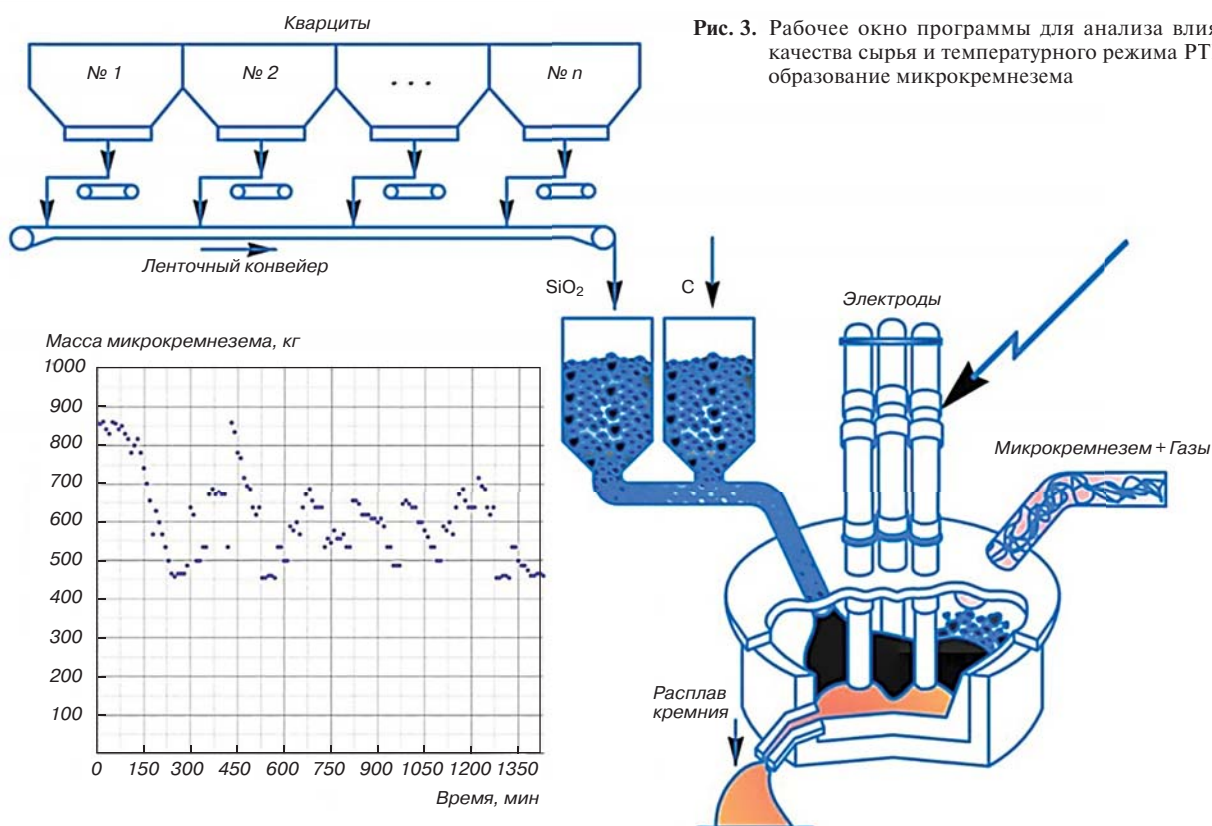 Кварциты
№ 1
№ 2
. . .
№ n
Ленточный конвейер
Рис. 3. Рабочее окно программы для анализа
качества сырья и температурного режима
образование микрокремнезема
SiO₂
C
Электроды
Микрокремнезем + Газы
Расплав
кремния
Масса микрокремнезема, кг
1000
900
800
700
600
500
400
300
200
100
0 150 300 450 600 750 900 1050 1200 1350
Время, мин